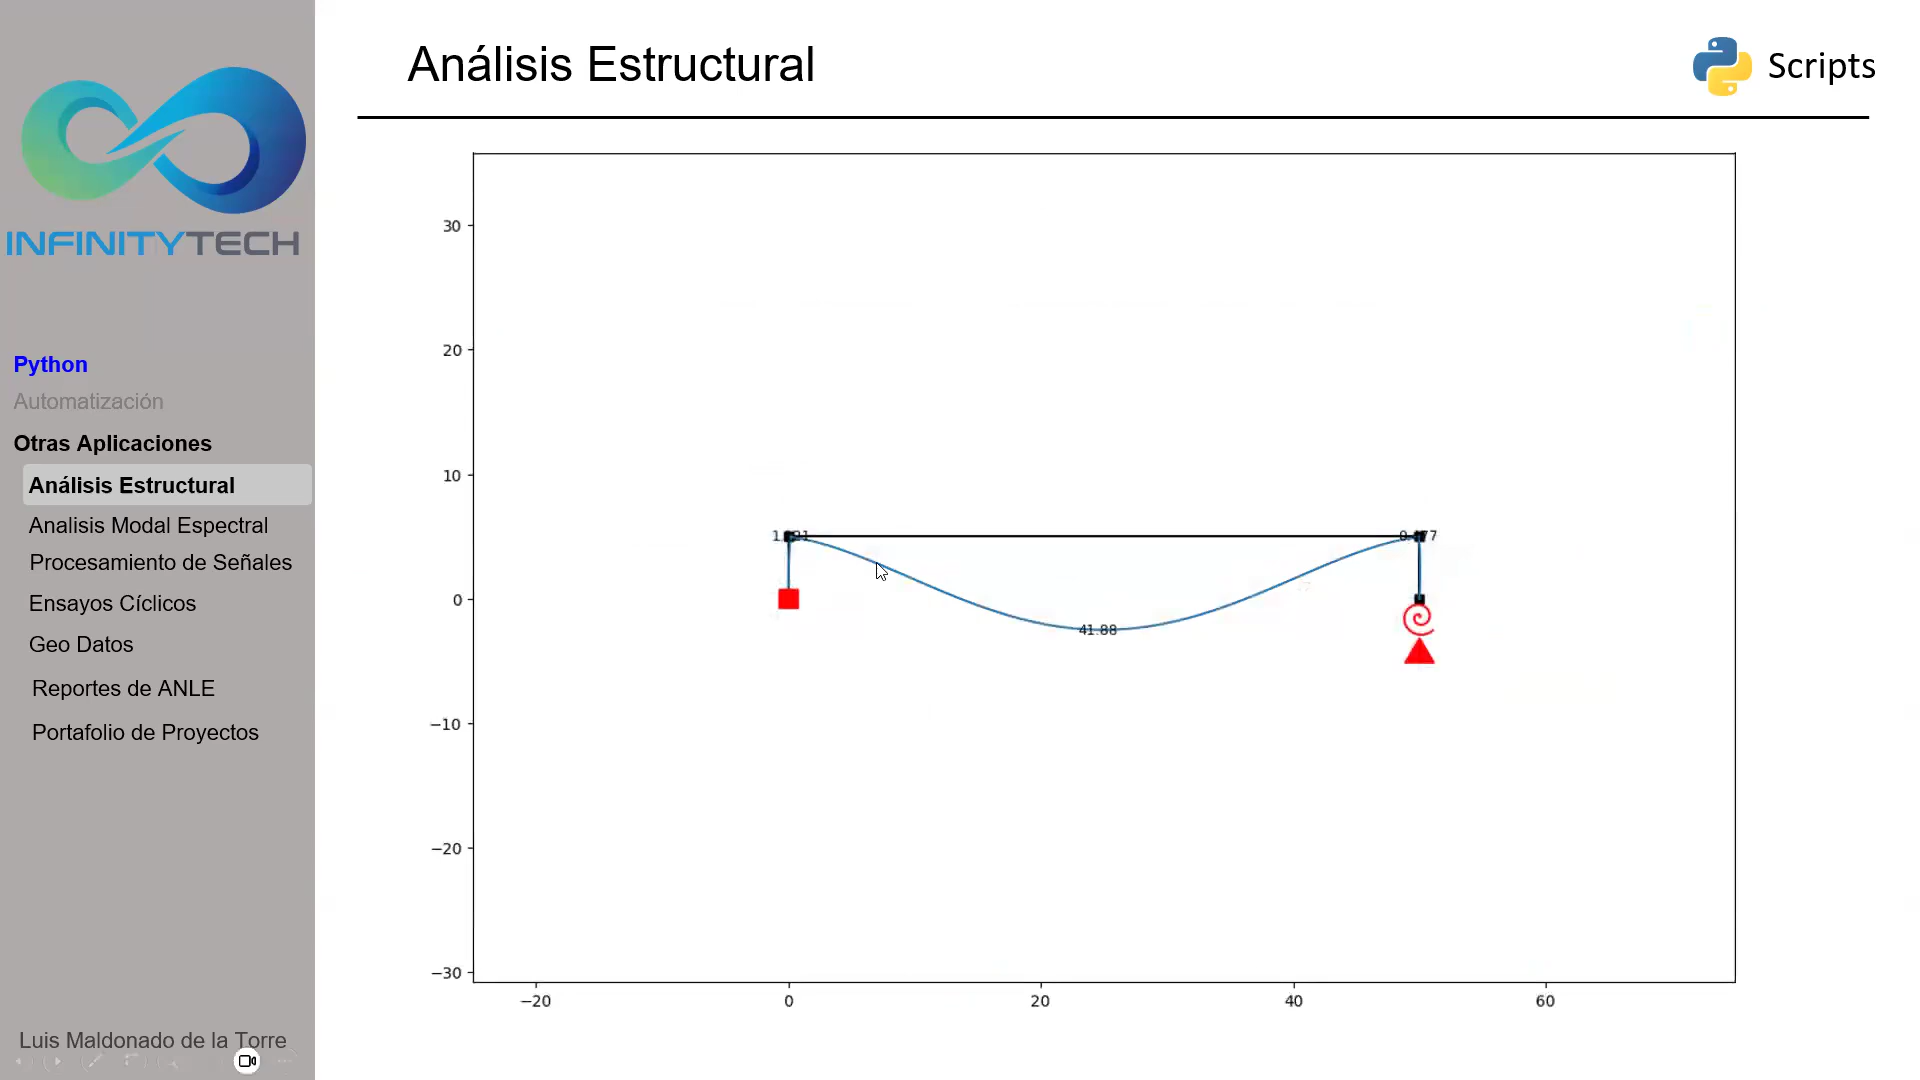 Análisis Estructural
Scripts
INFINITYTECH
Python
Automatización
Otras Aplicaciones
Análisis Estructural
Analisis Modal Espectral
Procesamiento de Señales
Ensayos Cíclicos
Geo Datos
Reportes de ANLE
Portafolio de Proyectos
Luis Maldonado de la Torre
30
20
10
0
−10
−20
−30
41.88
−20
0
20
40
60